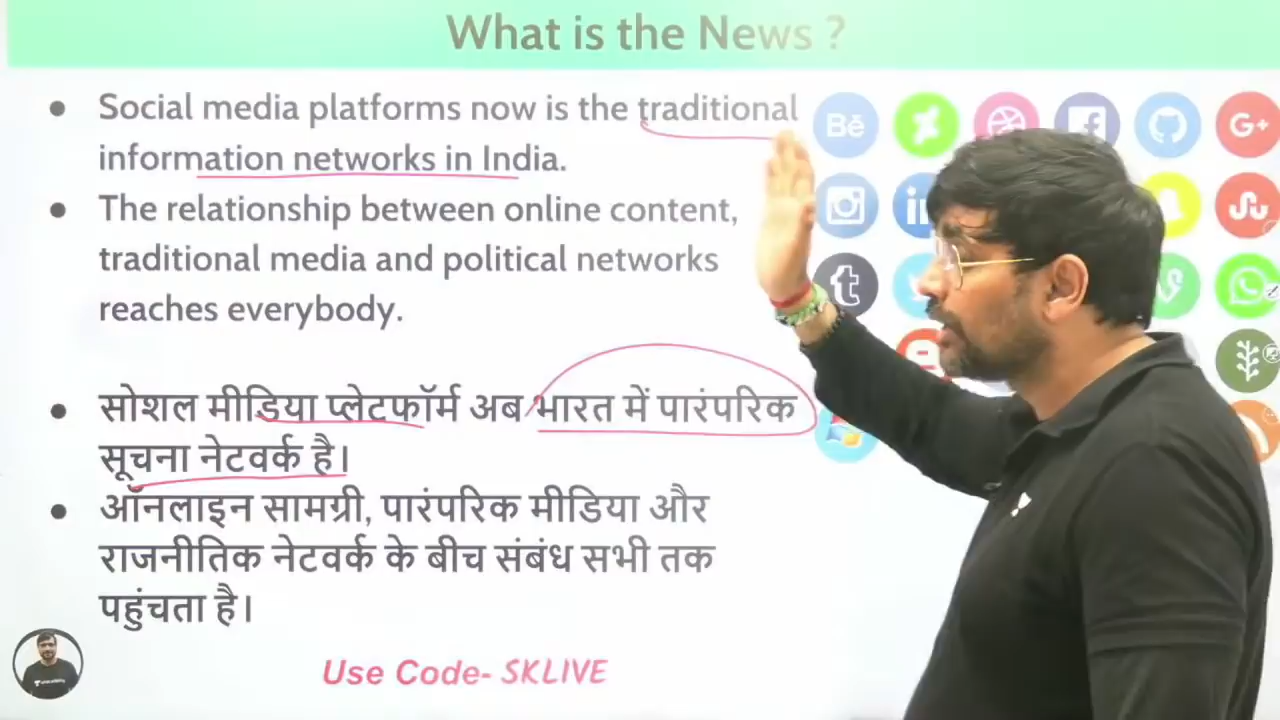 What is the News ?
Social media platforms now is the traditional
information networks in India.
The relationship between online content,
traditional media and political networks
reaches everybody.
सोशल मीडिया प्लेटफॉर्म अब भारत में पारंपरिक
सूचना नेटवर्क है।
ऑनलाइन सामग्री, पारंपरिक मीडिया और
राजनीतिक नेटवर्क के बीच संबंध सभी तक
पहुंचता है।
Use Code- SKLIVE
Bē
G+